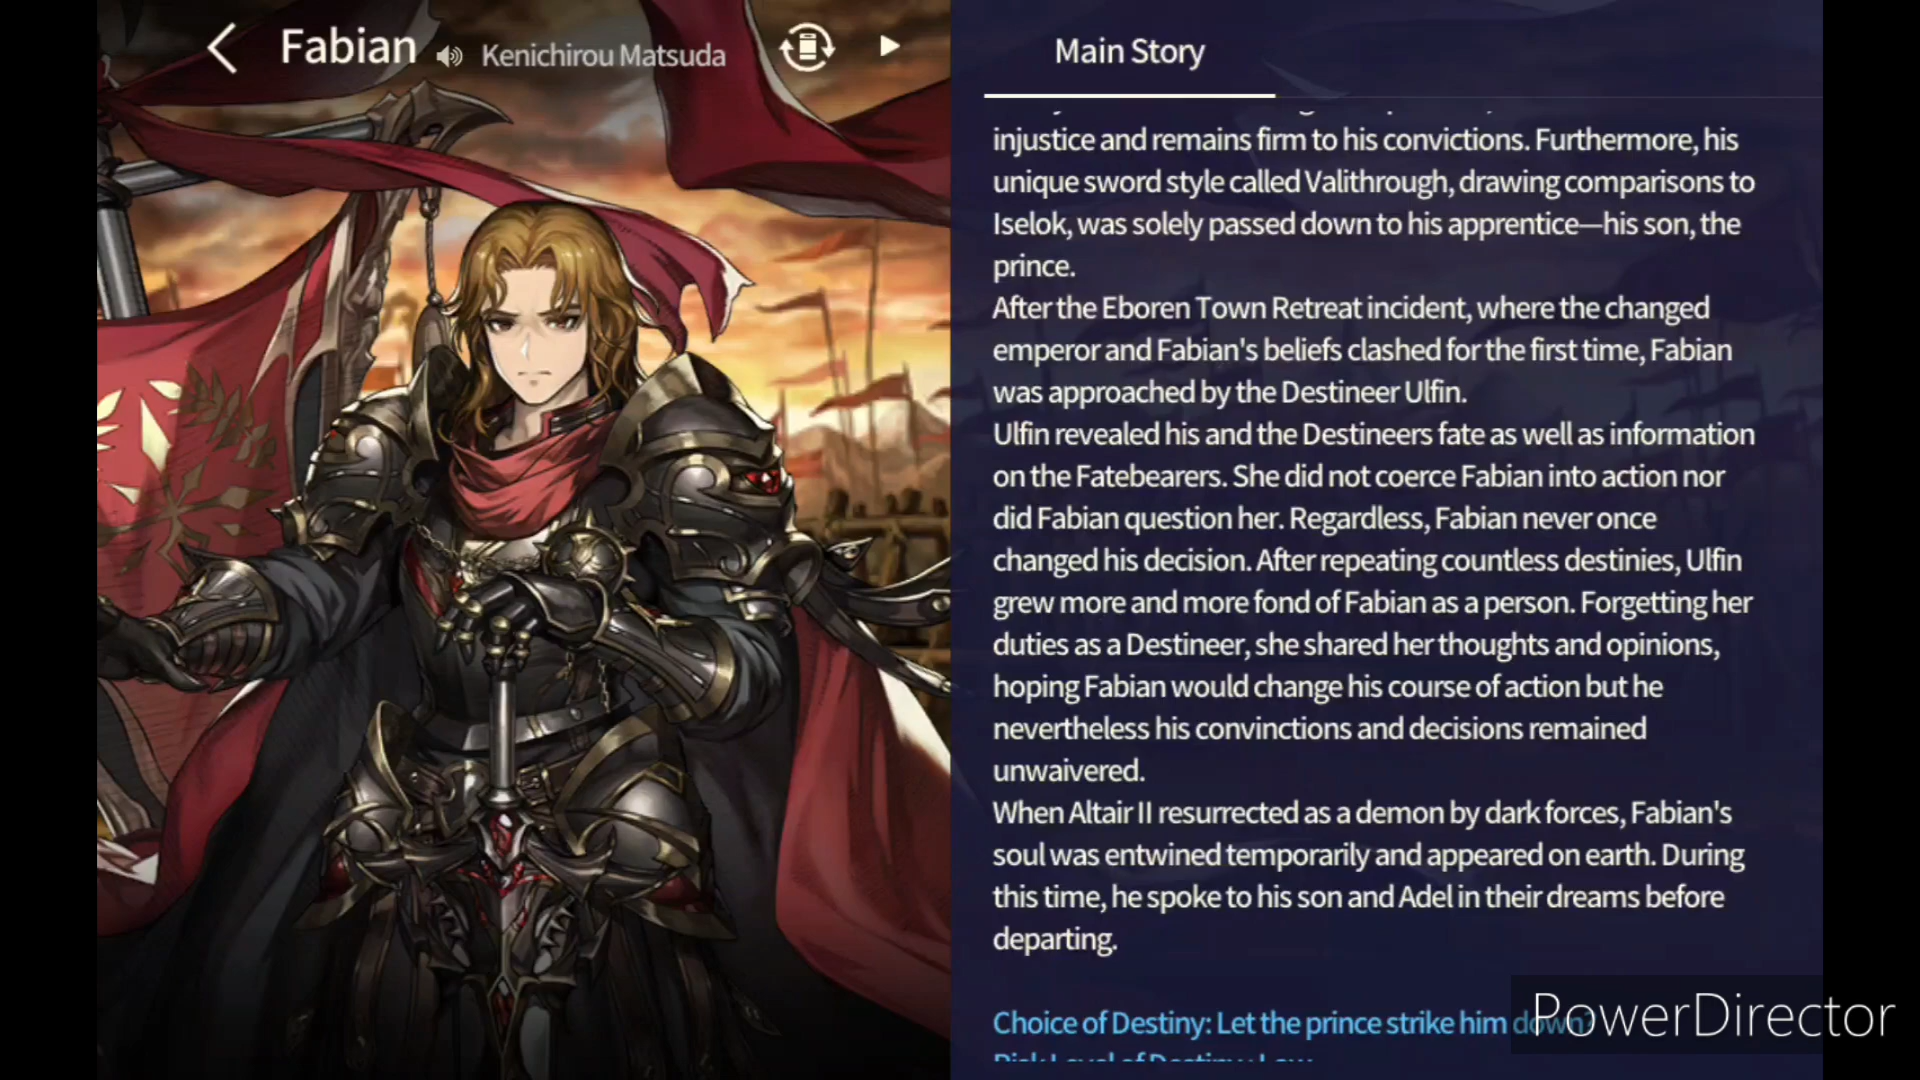 Fabian
Kenichirou Matsuda
Main Story
injustice and remains firm to his convictions. Furthermore, his
unique sword style called Valithrough, drawing comparisons to
Iselok, was solely passed down to his apprentice—his son, the
prince.
After the Eboren Town Retreat incident, where the changed
emperor and Fabian's beliefs clashed for the first time, Fabian
was approached by the Destineer Ulfin.
Ulfin revealed his and the Destineers fate as well as information
on the Fatebearers. She did not coerce Fabian into action nor
did Fabian question her. Regardless, Fabian never once
changed his decision. After repeating countless destinies, Ulfin
grew more and more fond of Fabian as a person. Forgetting her
duties as a Destineer, she shared her thoughts and opinions,
hoping Fabian would change his course of action but he
nevertheless his convinctions and decisions remained
unwaivered.
When Altair II resurrected as a demon by dark forces, Fabian's
soul was entwined temporarily and appeared on earth. During
this time, he spoke to his son and Adel in their dreams before
departing.
Choice of Destiny: Let the prince strike him down?
PowerDirector